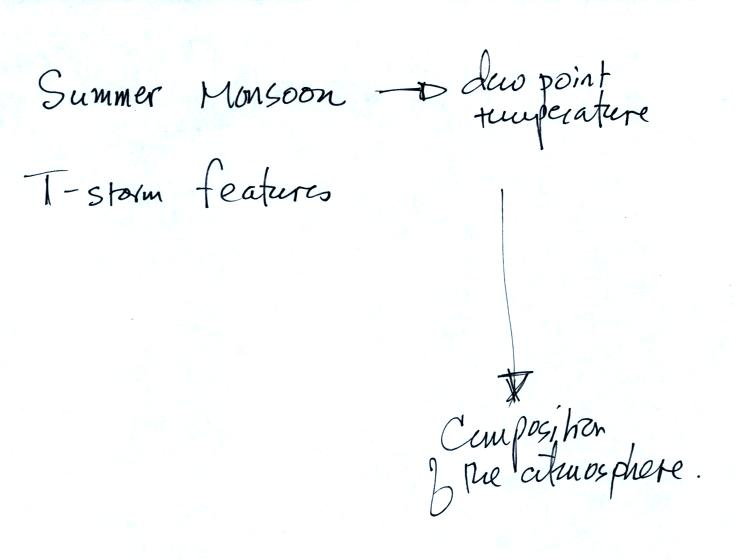 Summer Monsoon → dew point
temperature
T-storm features
Composition
of the atmosphere.